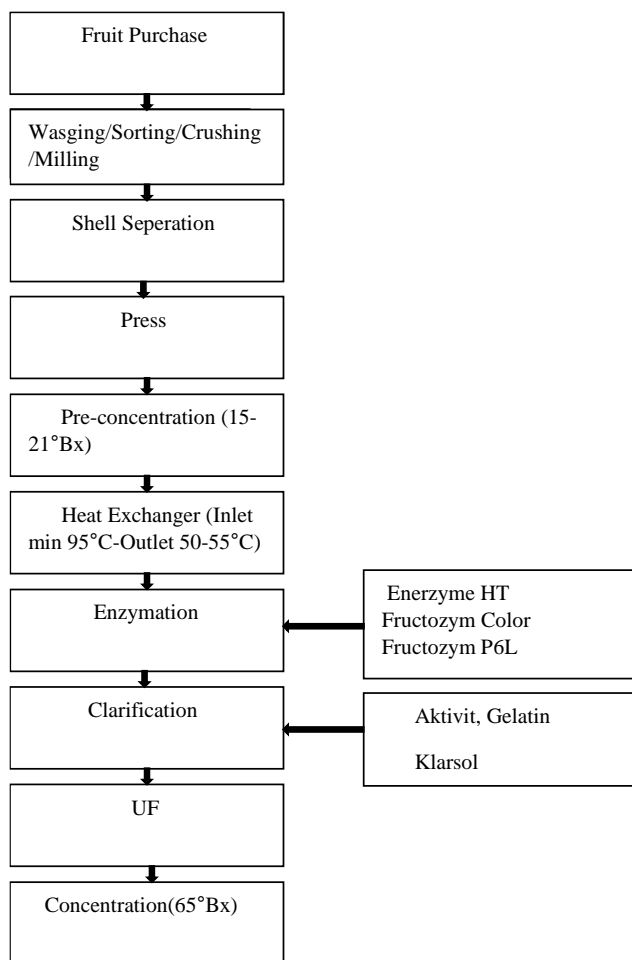 Fruit Purchase
Wasging/Sorting/Crushing
/Milling
Shell Seperation
Press
Pre-concentration (15-
21°Bx)
Heat Exchanger (Inlet
min 95°C-Outlet 50-55°C)
Enzymation
Enerzyme HT
Fructozym Color
Fructozym P6L
Clarification
Aktivit, Gelatin
Klarsol
UF
Concentration(65°Bx)